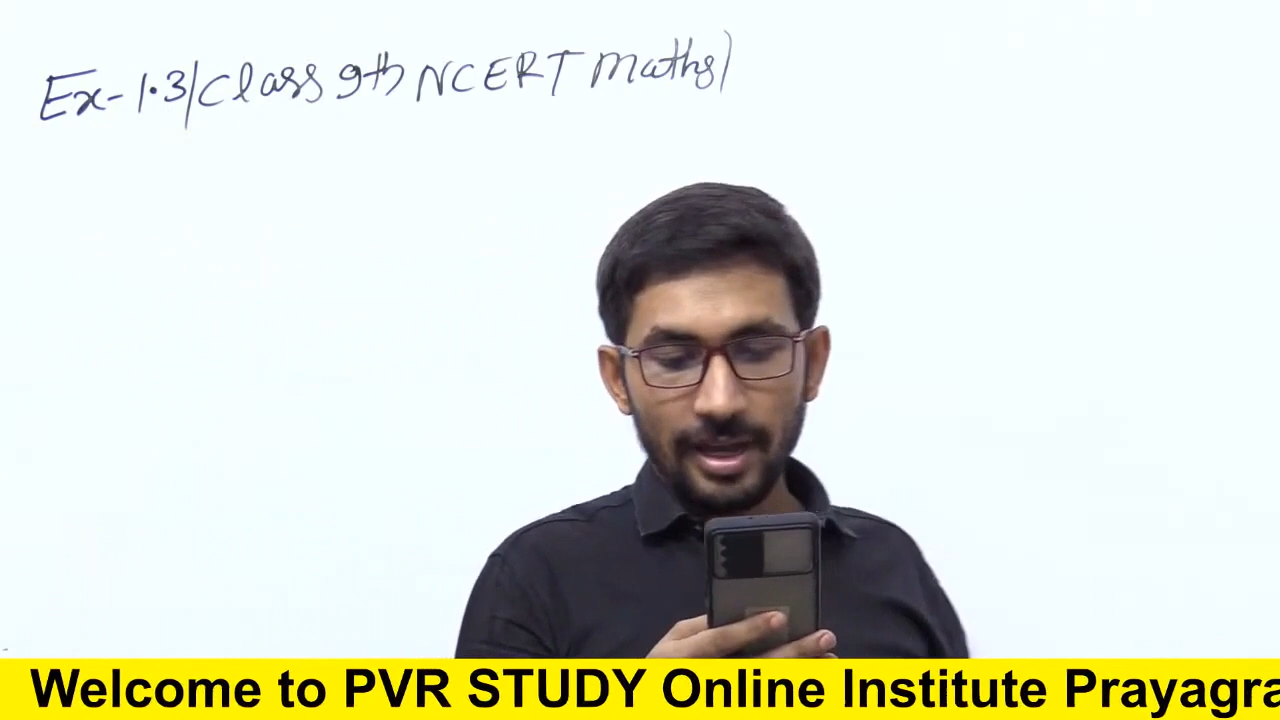 Ex-1.3/Class 9th NCERT Maths/
Welcome to PVR STUDY Online Institute Prayagra